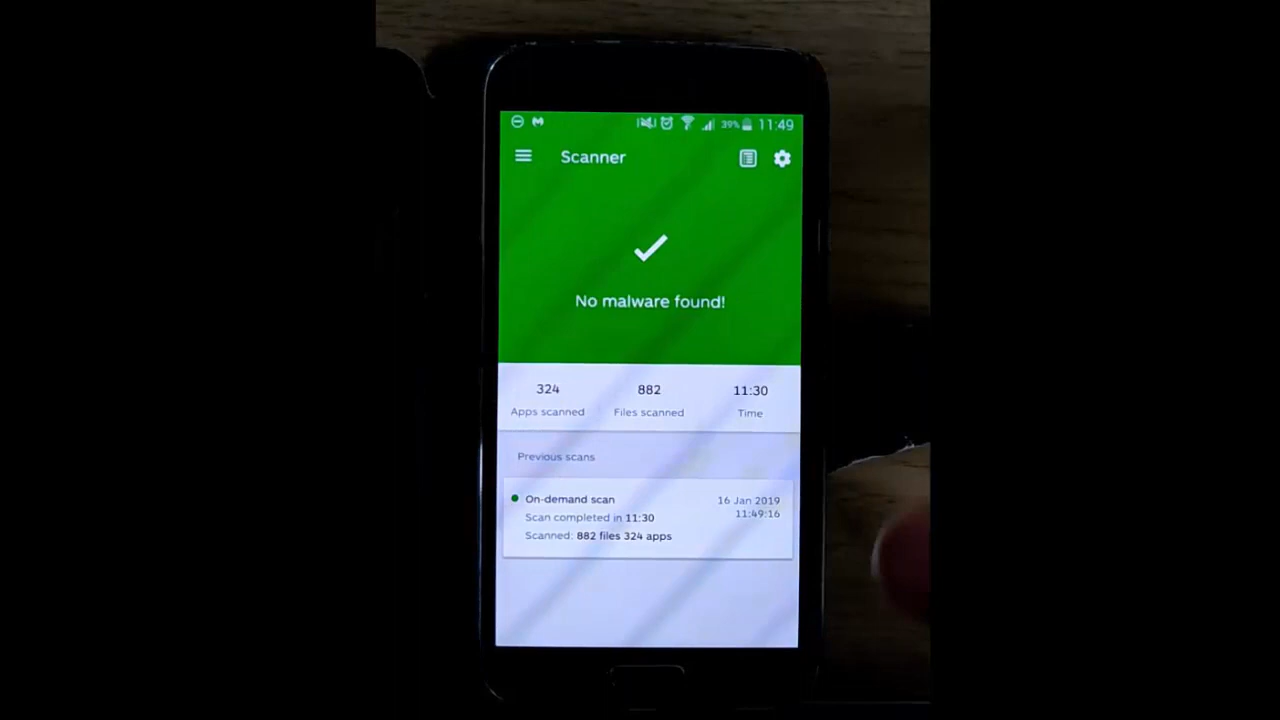 39% 11:49
Scanner
No malware found!
324 882 11:30
Apps scanned Files scanned Time
Previous scans
On-demand scan 16 Jan 2019
Scan completed in 11:30 11:49:16
Scanned: 882 files 324 apps